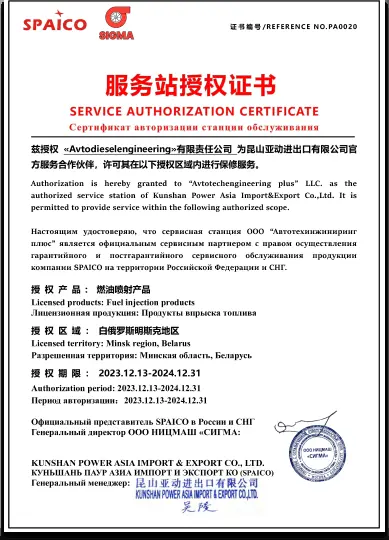 SPAICO
SIGMA
证书编号/REFERENCE NO.PA0020
服务站授权证书
SERVICE AUTHORIZATION CERTIFICATE
Сертификат авторизации станции обслуживания
兹授权 «Avtodieselengineering»有限责任公司 为昆山亚动进出口有限公司官
方服务合作伙伴，许可其在以下授权区域内进行保修服务。
Authorization is hereby granted to “Avtotechengineering plus” LLC. as the
authorized service station of Kunshan Power Asia Import&Export Co.,Ltd. It is
permitted to provide service within the following authorized scope.
Настоящим удостоверяю, что сервисная станция ООО “Автотехинжиниринг
плюс” является официальным сервисным партнером с правом осуществления
гарантийного и постгарантийного сервисного обслуживания продукции
компании SPAICO на территории Российской Федерации и СНГ.
授 权 产 品 ： 燃油喷射产品
Licensed products: Fuel injection products
Лицензионная продукция: Продукты впрыска топлива
授 权 区 域 ： 白俄罗斯明斯克地区
Licensed territory: Minsk region, Belarus
Разрешенная территория: Минская область, Беларусь
授 权 期 限 ： 2023.12.13-2024.12.31
Authorization period: 2023.12.13-2024.12.31
Период авторизации: 2023.12.13-2024.12.31
Официальный представитель SPAICO в России и СНГ
Генеральный директор ООО НИЦМАШ «СИГМА:
ООО НИЦМАШ
«СИГМА»
KUNSHAN POWER ASIA IMPORT & EXPORT CO., LTD.
КУНЬШАНЬ ПАУР АЗИА ИМПОРТ И ЭКСПОРТ КО (SPAICO)
Генеральный менеджер:
昆山亚动进出口有限公司
KUNSHAN POWER ASIA IMPORT & EXPORT CO.,LTD.